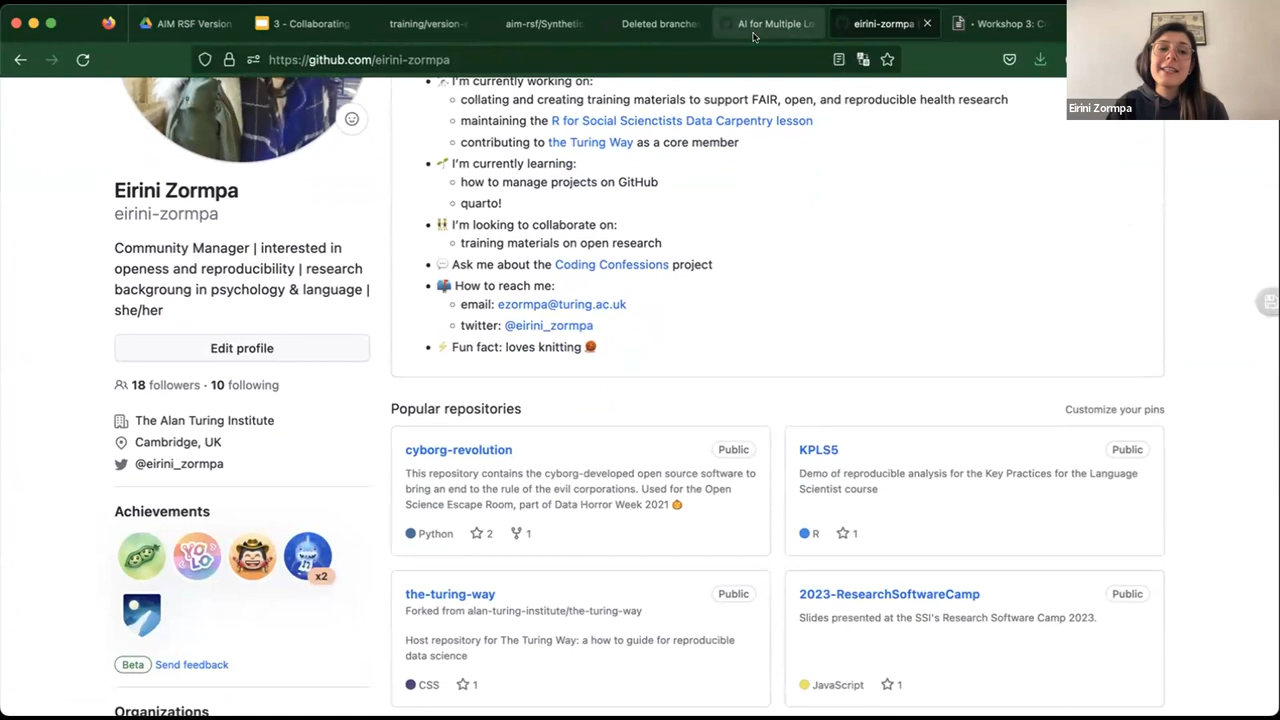 AIM RSF Version
3 - Collaborating
training/version-
aim-rsf/Synthetic
Deleted branche
AI for Multiple Lo
eirini-zormpa
• Workshop 3: C
https://github.com/eirini-zormpa
Eirini Zormpa
I'm currently working on:
collating and creating training materials to support FAIR, open, and reproducible health research
maintaining the R for Social Scienctists Data Carpentry lesson
contributing to the Turing Way as a core member
I'm currently learning:
how to manage projects on GitHub
quarto!
I'm looking to collaborate on:
training materials on open research
Ask me about the Coding Confessions project
How to reach me:
email: ezormpa@turing.ac.uk
twitter: @eirini_zormpa
Fun fact: loves knitting
Eirini Zormpa
eirini-zormpa
Community Manager | interested in
openess and reproducibility | research
backgroung in psychology & language |
she/her
Edit profile
18 followers · 10 following
The Alan Turing Institute
Cambridge, UK
@eirini_zormpa
Achievements
YOLO
x2
Beta Send feedback
Organizations
Popular repositories
Customize your pins
cyborg-revolution
Public
This repository contains the cyborg-developed open source software to
bring an end to the rule of the evil corporations. Used for the Open
Science Escape Room, part of Data Horror Week 2021
Python 2 1
KPLS5
Public
Demo of reproducible analysis for the Key Practices for the Language
Scientist course
R 1
the-turing-way
Public
Forked from alan-turing-institute/the-turing-way
Host repository for The Turing Way: a how to guide for reproducible
data science
CSS 1
2023-ResearchSoftwareCamp
Public
Slides presented at the SSI's Research Software Camp 2023.
JavaScript 1